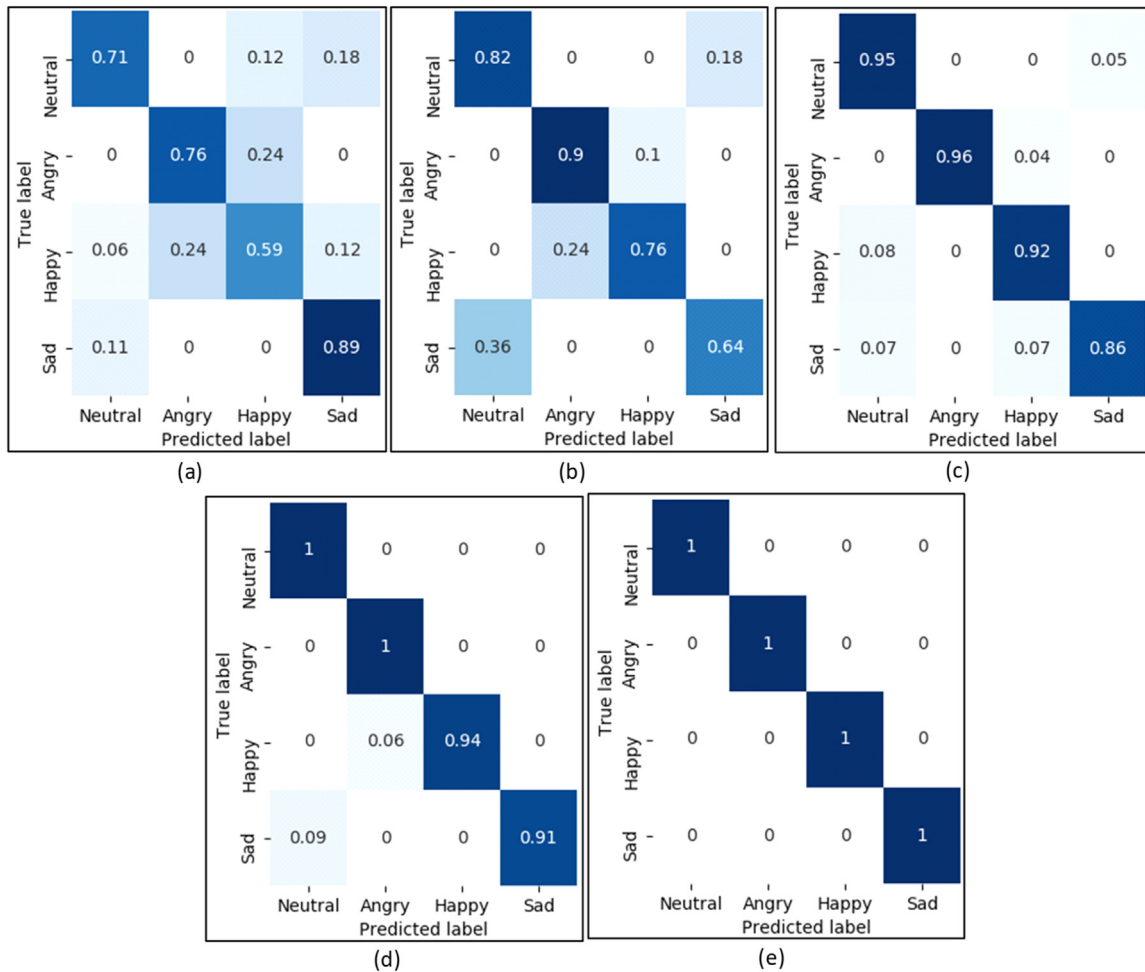 Neutral 0.71 0 0.12 0.18
Angry 0 0.76 0.24 0
Happy 0.06 0.24 0.59 0.12
Sad 0.11 0 0 0.89
True label
Neutral Angry Happy Sad
Predicted label
(a)
Neutral 0.82 0 0 0.18
Angry 0 0.9 0.1 0
Happy 0 0.24 0.76 0
Sad 0.36 0 0 0.64
True label
Neutral Angry Happy Sad
Predicted label
(b)
Neutral 0.95 0 0 0.05
Angry 0 0.96 0.04 0
Happy 0.08 0 0.92 0
Sad 0.07 0 0.07 0.86
True label
Neutral Angry Happy Sad
Predicted label
(c)
Neutral 1 0 0 0
Angry 0 1 0 0
Happy 0 0.06 0.94 0
Sad 0.09 0 0 0.91
True label
Neutral Angry Happy Sad
Predicted label
(d)
Neutral 1 0 0 0
Angry 0 1 0 0
Happy 0 0 1 0
Sad 0 0 0 1
True label
Neutral Angry Happy Sad
Predicted label
(e)